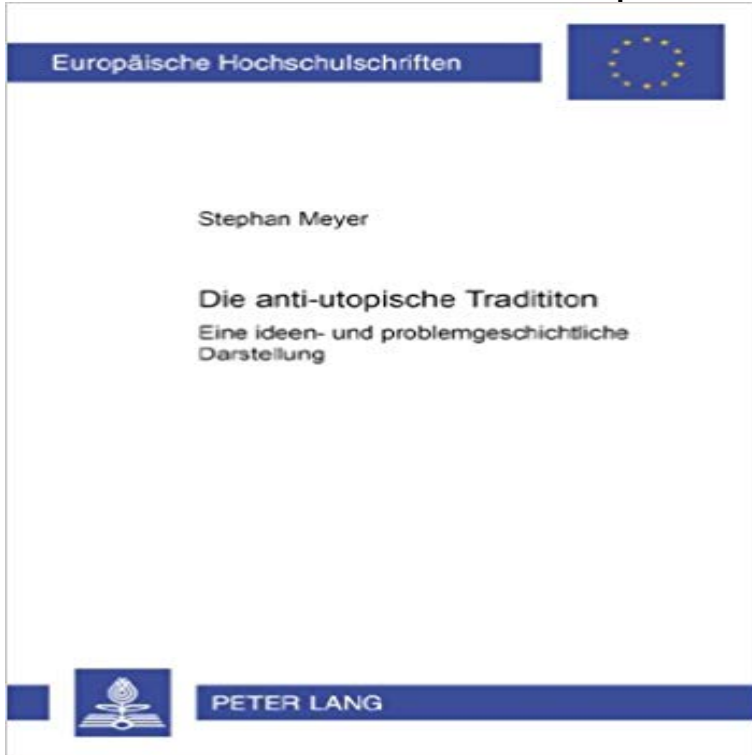 Europäische Hochschulschriften
Stephan Meyer
Die anti-utopische Tradititon
Eine ideen- und problemgeschichtliche
Darstellung
PETER LANG